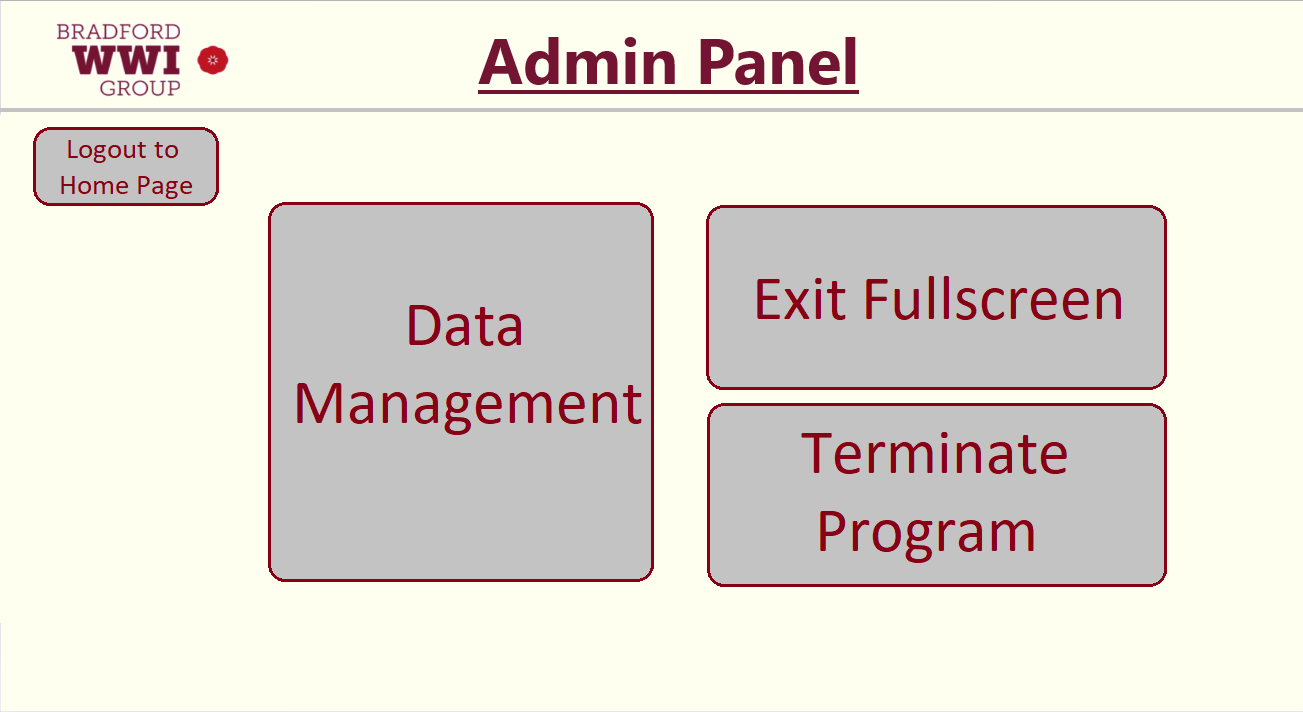 BRADFORD
WWI
GROUP
Admin Panel
Logout to
Home Page
Data
Management
Exit Fullscreen
Terminate
Program